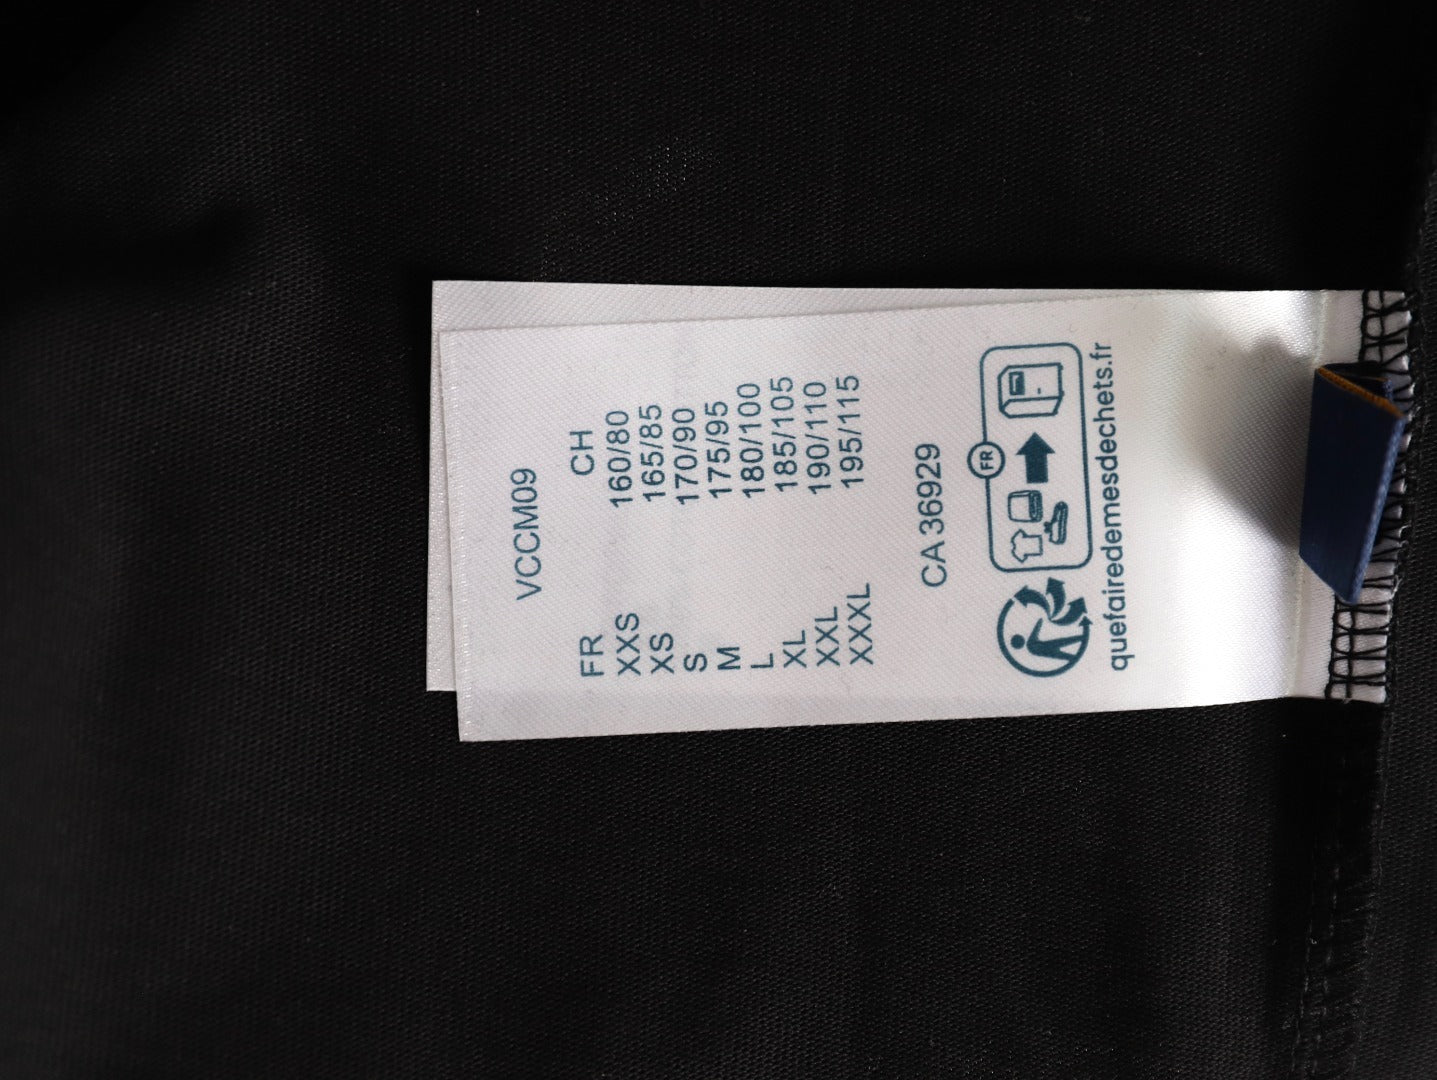 VCCM09
FR CH
XXS 160/80
XS 165/85
S 170/90
M 175/95
L 180/100
XL 185/105
XXL 190/110
XXXL 195/115
CA 36929
FR
quefairedemesdechets.fr